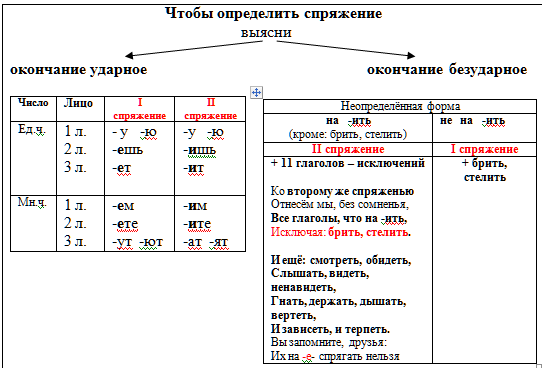 Чтобы определить спряжение
выясни
окончание ударное
окончание безударное
Число Лицо I спряжение II спряжение
Ед.ч. 1 л. - у -ю -у -ю
2 л. -ешь -ишь
3 л. -ет -ит
Мн.ч. 1 л. -ем -им
2 л. -ете -ите
3 л. -ут -ют -ат -ят
Неопределённая форма
на -ить не на -ить
(кроме: брить, стелить)
II спряжение I спряжение
+ 11 глаголов – исключений + брить,
стелить
Ко второму же спряженью
Отнесём мы, без сомненья,
Все глаголы, что на -ить,
Исключая: брить, стелить.
И ещё: смотреть, обидеть,
Слышать, видеть,
ненавидеть,
Гнать, держать, дышать,
вертеть,
И зависеть, и терпеть.
Вы запомните, друзья:
Их на -е- спрягать нельзя